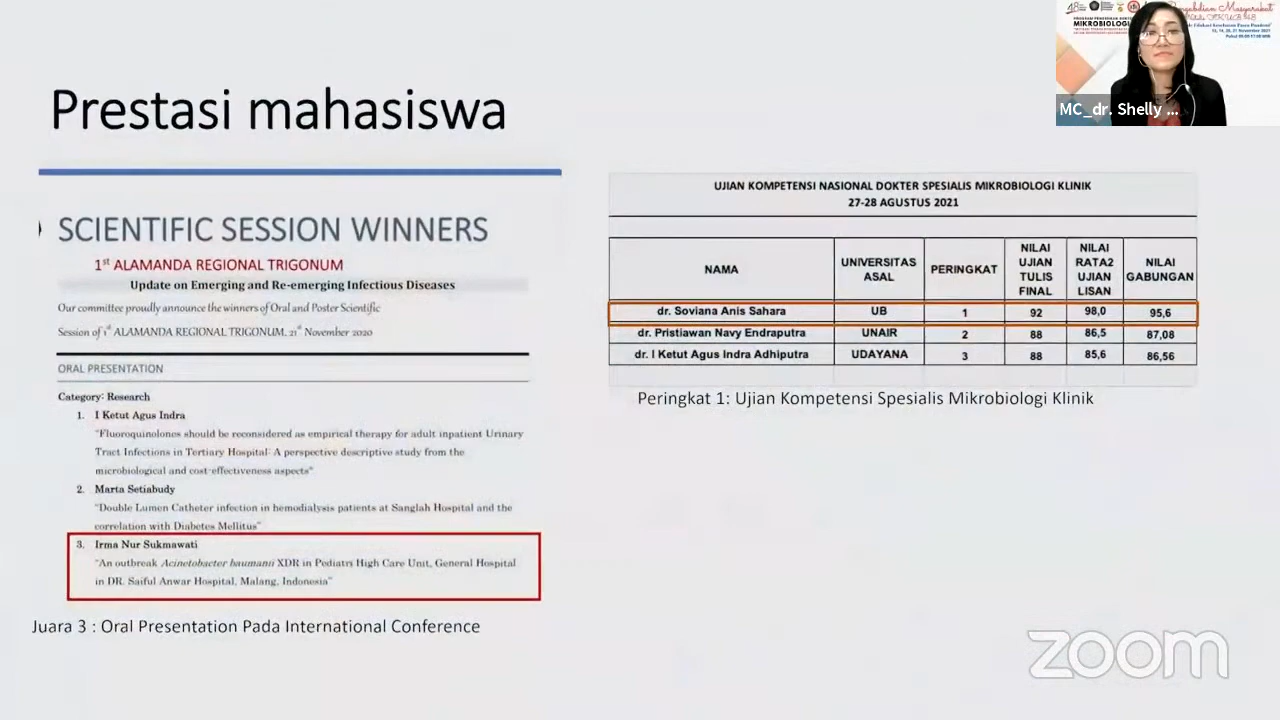 Prestasi mahasiswa
SCIENTIFIC SESSION WINNERS
1st ALAMANDA REGIONAL TRIGONUM
Update on Emerging and Re-emerging Infectious Diseases
Our committee proudly announce the winners of Oral and Poster Scientific
Session of 1st ALAMANDA REGIONAL TRIGONUM, 21st November 2020
ORAL PRESENTATION
Category: Research
1. I Ketut Agus Indra
"Fluoroquinolones should be reconsidered as empirical therapy for adult inpatient Urinary
Tract Infections in Tertiary Hospital: A perspective descriptive study from the
microbiological and cost-effectiveness aspects"
2. Marta Setiabudy
"Double Lumen Catheter infection in hemodialysis patients at Sanglah Hospital and the
correlation with Diabetes Mellitus"
3. Irma Nur Sukmawati
"An outbreak Acinetobacter baumanii XDR in Pediatri High Care Unit, General Hospital
in DR. Saiful Anwar Hospital, Malang, Indonesia"
Juara 3 : Oral Presentation Pada International Conference
UJIAN KOMPETENSI NASIONAL DOKTER SPESIALIS MIKROBIOLOGI KLINIK
27-28 AGUSTUS 2021
NAMA UNIVERSITAS ASAL PERINGKAT NILAI UJIAN TULIS FINAL NILAI RATA2 UJIAN LISAN NILAI GABUNGAN
dr. Soviana Anis Sahara UB 1 92 98,0 95,6
dr. Pristiawan Navy Endraputra UNAIR 2 88 86,5 87,08
dr. I Ketut Agus Indra Adhiputra UDAYANA 3 88 85,6 86,56
Peringkat 1: Ujian Kompetensi Spesialis Mikrobiologi Klinik
MIKROBIOLOGI
Pengabdian Masyarakat
MC_dr. Shelly ...
zoom